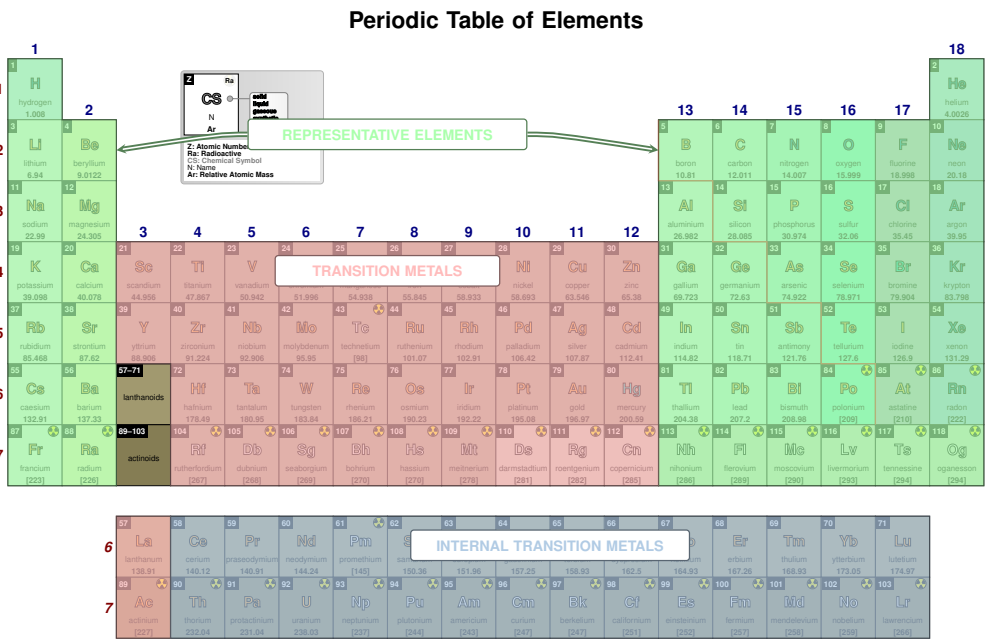 Periodic Table of Elements
1 18
1 H hydrogen 1.008
2 He helium 4.0026
Z Ra
CS
N
Ar
solid
liquid
gaseous
Z: Atomic Number
Ra: Radioactive
CS: Chemical Symbol
N: Name
Ar: Relative Atomic Mass
REPRESENTATIVE ELEMENTS
2 13 14 15 16 17
3 Li lithium 6.94
4 Be beryllium 9.0122
5 B boron 10.81
6 C carbon 12.011
7 N nitrogen 14.007
8 O oxygen 15.999
9 F fluorine 18.998
10 Ne neon 20.18
11 Na sodium 22.99
12 Mg magnesium 24.305
13 Al aluminium 26.982
14 Si silicon 28.085
15 P phosphorus 30.974
16 S sulfur 32.06
17 Cl chlorine 35.45
18 Ar argon 39.95
3 4 5 6 7 8 9 10 11 12
TRANSITION METALS
19 K potassium 39.098
20 Ca calcium 40.078
21 Sc scandium 44.956
22 Ti titanium 47.867
23 V vanadium 50.942
24 51.996
25 54.938
26 55.845
27 58.933
28 Ni nickel 58.693
29 Cu copper 63.546
30 Zn zinc 65.38
31 Ga gallium 69.723
32 Ge germanium 72.63
33 As arsenic 74.922
34 Se selenium 78.971
35 Br bromine 79.904
36 Kr krypton 83.798
37 Rb rubidium 85.468
38 Sr strontium 87.62
39 Y yttrium 88.906
40 Zr zirconium 91.224
41 Nb niobium 92.906
42 Mo molybdenum 95.95
43 Tc technetium [98]
44 Ru ruthenium 101.07
45 Rh rhodium 102.91
46 Pd palladium 106.42
47 Ag silver 107.87
48 Cd cadmium 112.41
49 In indium 114.82
50 Sn tin 118.71
51 Sb antimony 121.76
52 Te tellurium 127.6
53 I iodine 126.9
54 Xe xenon 131.29
55 Cs caesium 132.91
56 Ba barium 137.33
57–71 lanthanoids
72 Hf hafnium 178.49
73 Ta tantalum 180.95
74 W tungsten 183.84
75 Re rhenium 186.21
76 Os osmium 190.23
77 Ir iridium 192.22
78 Pt platinum 195.08
79 Au gold 196.97
80 Hg mercury 200.59
81 Tl thallium 204.38
82 Pb lead 207.2
83 Bi bismuth 208.98
84 Po polonium [209]
85 At astatine [210]
86 Rn radon [222]
87 Fr francium [223]
88 Ra radium [226]
89–103 actinoids
104 Rf rutherfordium [267]
105 Db dubnium [268]
106 Sg seaborgium [269]
107 Bh bohrium [270]
108 Hs hassium [270]
109 Mt meitnerium [278]
110 Ds darmstadtium [281]
111 Rg roentgenium [282]
112 Cn copernicium [285]
113 Nh nihonium [286]
114 Fl flerovium [289]
115 Mc moscovium [290]
116 Lv livermorium [293]
117 Ts tennessine [294]
118 Og oganesson [294]
INTERNAL TRANSITION METALS
6
57 La lanthanum 138.91
58 Ce cerium 140.12
59 Pr praseodymium 140.91
60 Nd neodymium 144.24
61 Pm promethium [145]
62 150.36
63 151.96
64 157.25
65 158.93
66 162.5
67 164.93
68 Er erbium 167.26
69 Tm thulium 168.93
70 Yb ytterbium 173.05
71 Lu lutetium 174.97
7
89 Ac actinium [227]
90 Th thorium 232.04
91 Pa protactinium 231.04
92 U uranium 238.03
93 Np neptunium [237]
94 Pu plutonium [244]
95 Am americium [243]
96 Cm curium [247]
97 Bk berkelium [247]
98 Cf californium [251]
99 Es einsteinium [252]
100 Fm fermium [257]
101 Md mendelevium [258]
102 No nobelium [259]
103 Lr lawrencium [266]